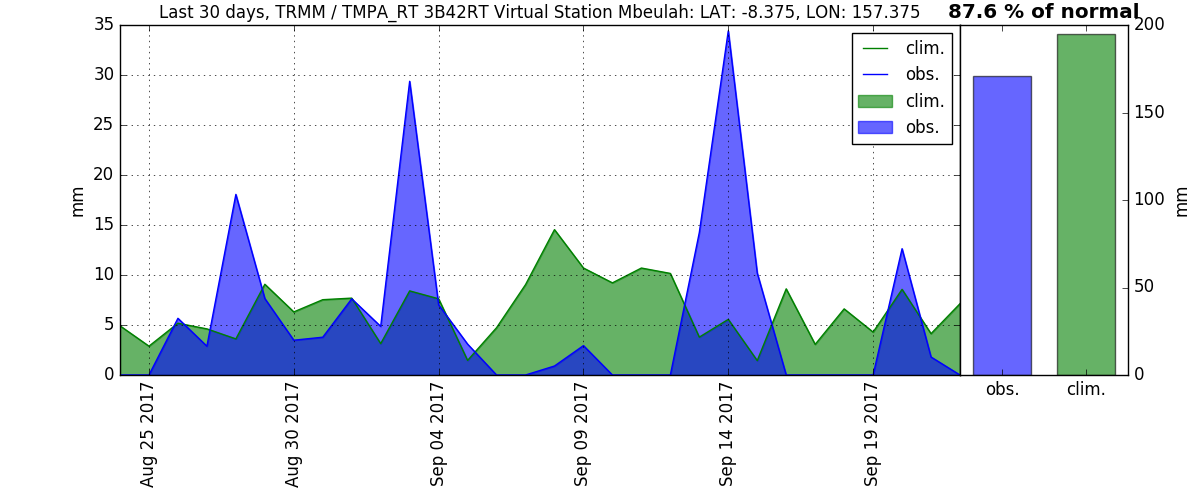 Last 30 days, TRMM / TMPA_RT 3B42RT Virtual Station Mbeulah: LAT: -8.375, LON: 157.375
87.6 % of normal
35
30
25
20
15
10
5
0
mm
clim.
obs.
clim.
obs.
Aug 25 2017
Aug 30 2017
Sep 04 2017
Sep 09 2017
Sep 14 2017
Sep 19 2017
200
150
100
50
0
mm
obs.
clim.